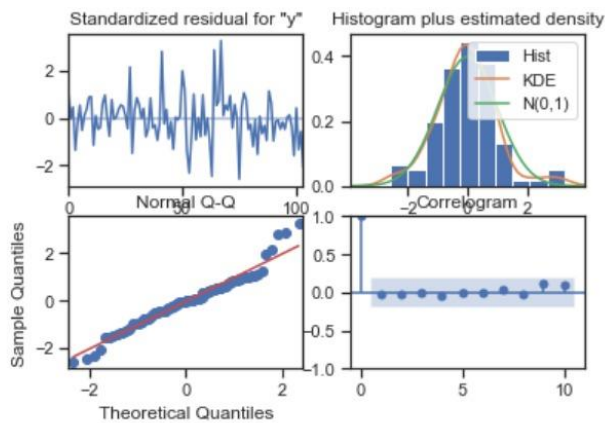 Standardized residual for "y"
Histogram plus estimated density
2
0
−2
0.4
0.2
0.0
Hist
KDE
N(0,1)
0
50
100
−2
0
2
Normal Q-Q
Correlogram
Sample Quantiles
2
0
−2
1.0
0.5
0.0
−0.5
−1.0
−2
0
2
0
5
10
Theoretical Quantiles